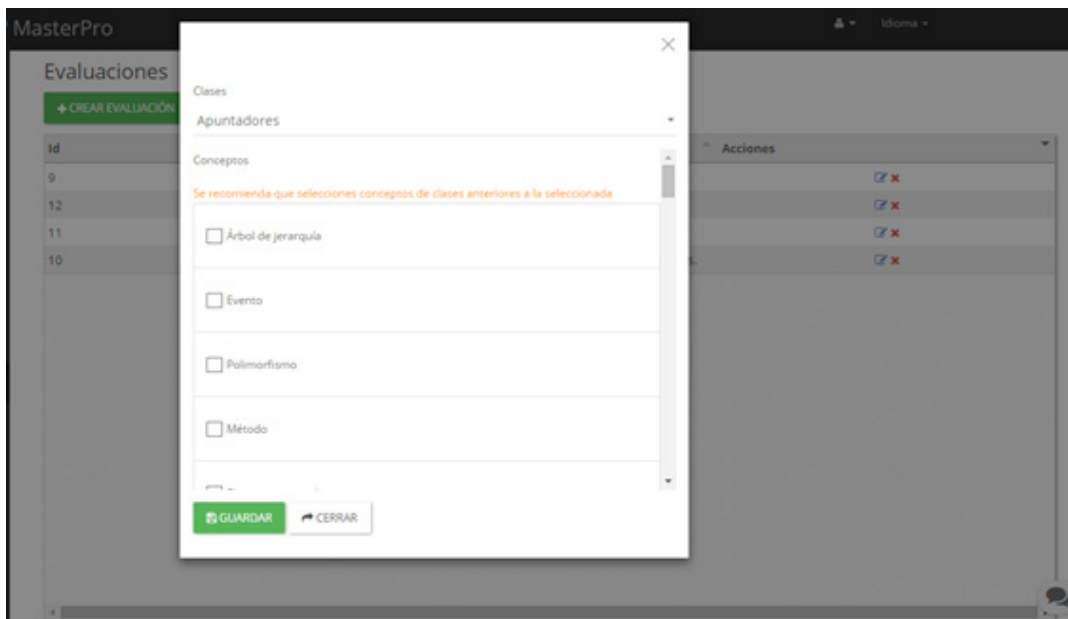 MasterPro
Idioma
Evaluaciones
CREAR EVALUACIÓN
Id
Acciones
9
12
11
10
Clases
Apuntadores
Conceptos
Se recomienda que selecciones conceptos de clases anteriores a la seleccionada
Árbol de jerarquía
Evento
Polimorfismo
Método
GUARDAR
CERRAR